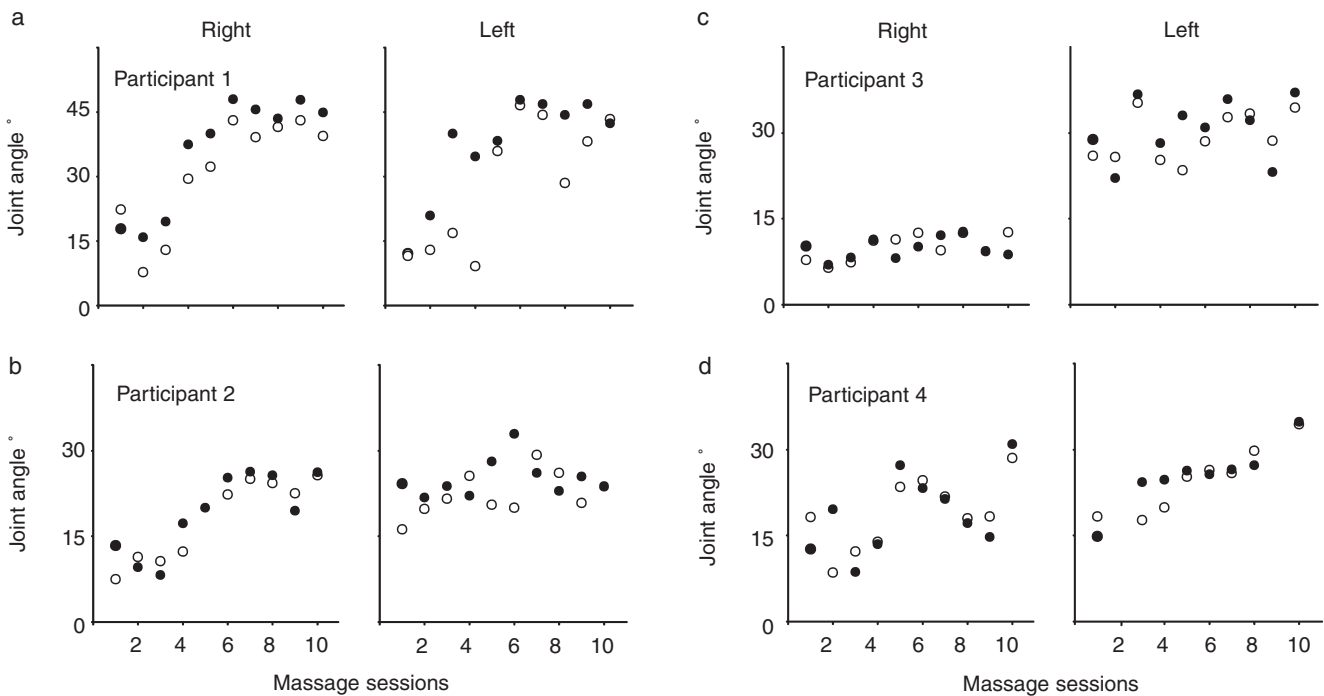 a
Right
Left
Participant 1
45
30
15
0
Joint angle °
c
Right
Left
Participant 3
30
15
0
Joint angle °
b
Participant 2
30
15
0
Joint angle °
2 4 6 8 10
2 4 6 8 10
Massage sessions
d
Participant 4
30
15
0
Joint angle °
2 4 6 8 10
2 4 6 8 10
Massage sessions